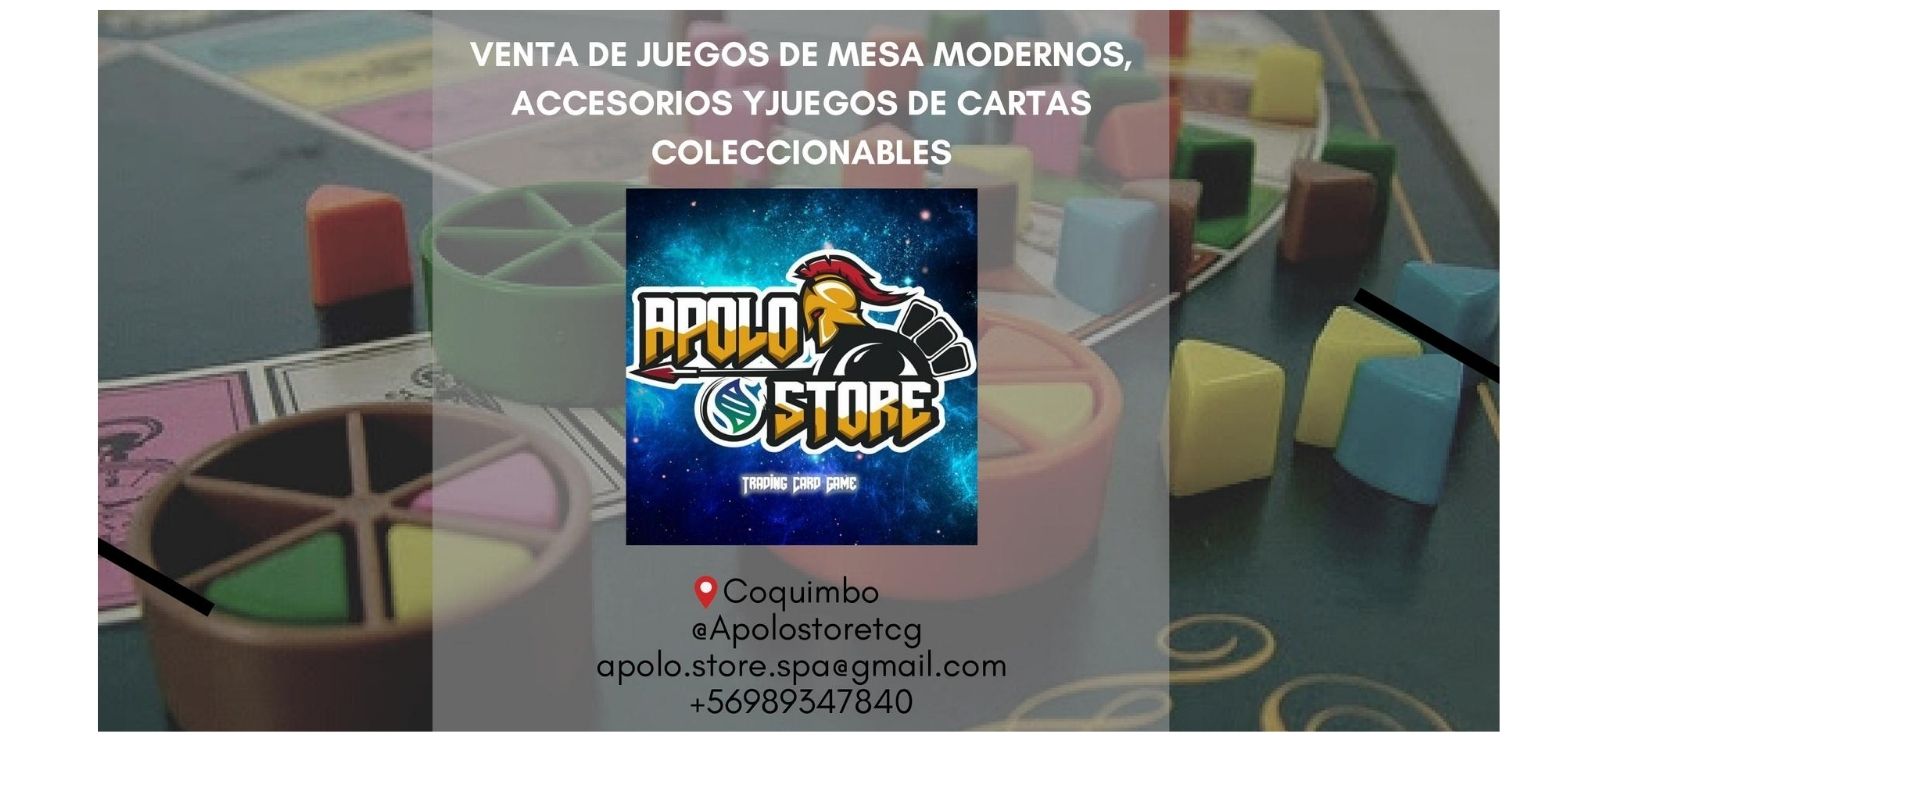 VENTA DE JUEGOS DE MESA MODERNOS,
ACCESORIOS YJUEGOS DE CARTAS
COLECCIONABLES
APOLO
STORE
TRADING CARD GAME
Coquimbo
@Apolostoretcg
apolo.store.spa@gmail.com
+56989347840